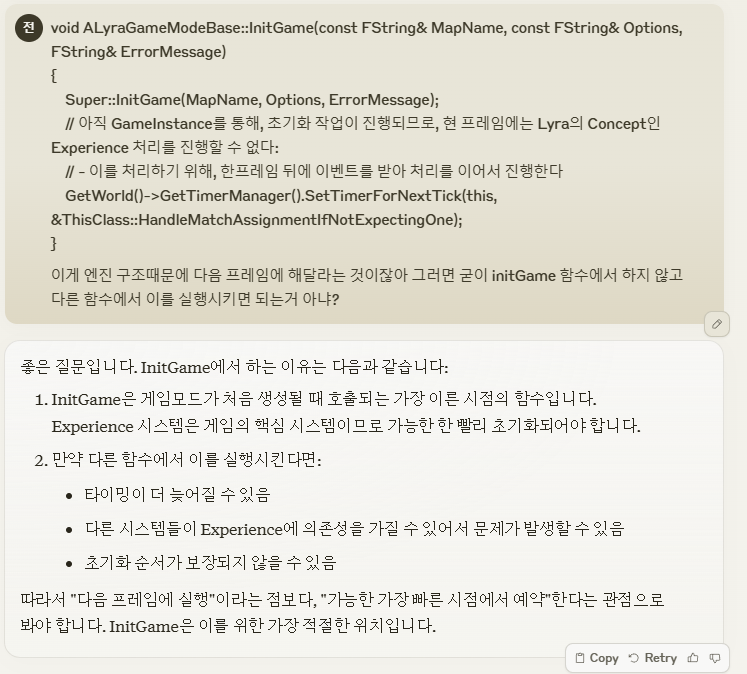 전
void ALyraGameModeBase::InitGame(const FString& MapName, const FString& Options,
FString& ErrorMessage)
{
Super::InitGame(MapName, Options, ErrorMessage);
// 아직 GameInstance를 통해, 초기화 작업이 진행되므로, 현 프레임에는 Lyra의 Concept인
Experience 처리를 진행할 수 없다:
// - 이를 처리하기 위해, 한프레임 뒤에 이벤트를 받아 처리를 이어서 진행한다
GetWorld()->GetTimerManager().SetTimerForNextTick(this,
&ThisClass::HandleMatchAssignmentIfNotExpectingOne);
}
이게 엔진 구조때문에 다음 프레임에 해달라는 것이잖아 그러면 굳이 initGame 함수에서 하지 않고
다른 함수에서 이를 실행시키면 되는거 아냐?
좋은 질문입니다. InitGame에서 하는 이유는 다음과 같습니다:
1. InitGame은 게임모드가 처음 생성될 때 호출되는 가장 이른 시점의 함수입니다.
Experience 시스템은 게임의 핵심 시스템이므로 가능한 한 빨리 초기화되어야 합니다.
2. 만약 다른 함수에서 이를 실행시킨다면:
• 타이밍이 더 늦어질 수 있음
• 다른 시스템들이 Experience에 의존성을 가질 수 있어서 문제가 발생할 수 있음
• 초기화 순서가 보장되지 않을 수 있음
따라서 "다음 프레임에 실행"이라는 점보다, "가능한 가장 빠른 시점에서 예약"한다는 관점으로
봐야 합니다. InitGame은 이를 위한 가장 적절한 위치입니다.
Copy Retry